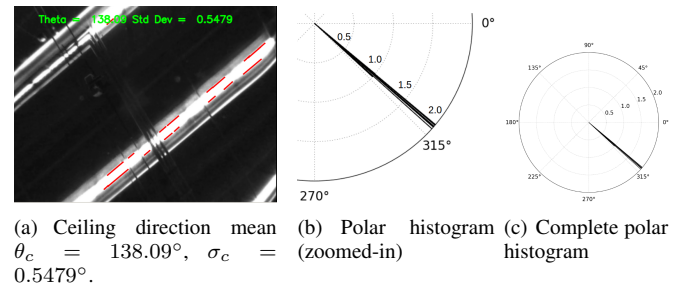 Theta = 138.09 Std Dev = 0.5479
0°
0.5
1.0
1.5
2.0
315°
270°
90°
135°
45°
2.0
1.5
1.0
0.5
180°
0°
225°
315°
270°
(a) Ceiling direction mean
θc = 138.09°, σc =
0.5479°.
(b) Polar histogram
(zoomed-in)
(c) Complete polar
histogram